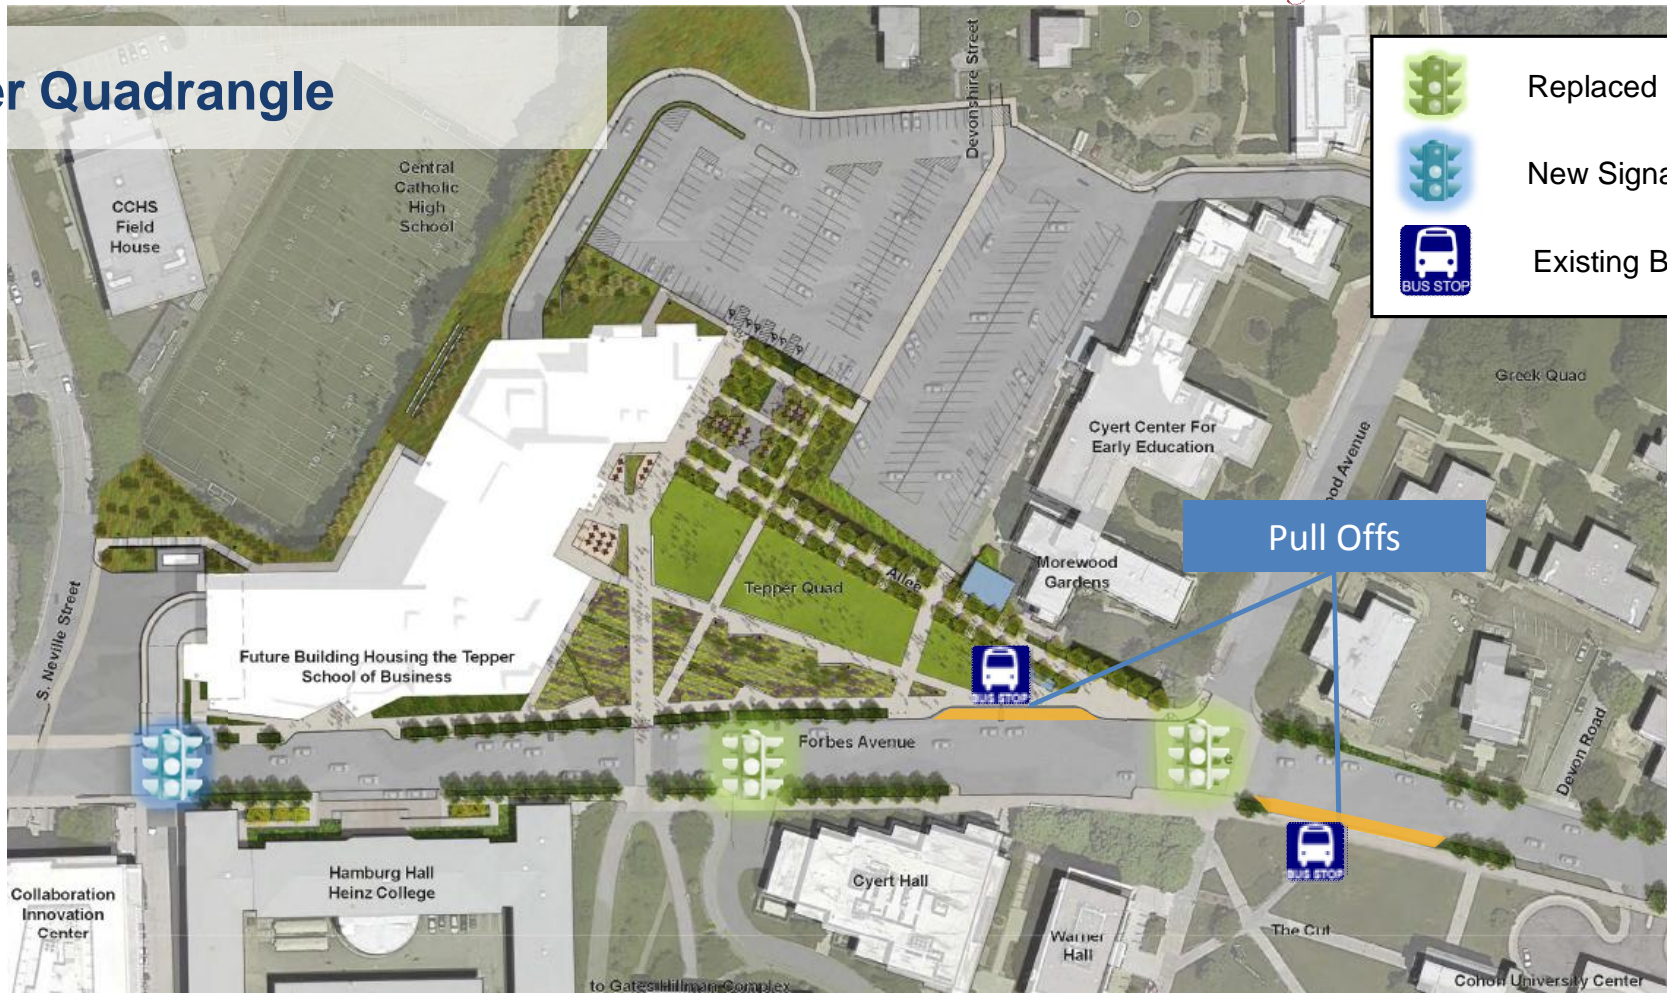 er Quadrangle
Replaced
New Signa
BUS STOP
Existing B
Devonshire Street
Central
Catholic
High
School
CCHS
Field
House
Greek Quad
Cyert Center For
Early Education
ood Avenue
Pull Offs
Morewood
Gardens
Allee
Tepper Quad
S. Neville Street
Future Building Housing the Tepper
School of Business
BUS STOP
Forbes Avenue
e
Devon Road
BUS STOP
Hamburg Hall
Heinz College
Cyert Hall
Collaboration
Innovation
Center
Warner
Hall
The Cut
to Gates Hillman Complex
Cohon University Center